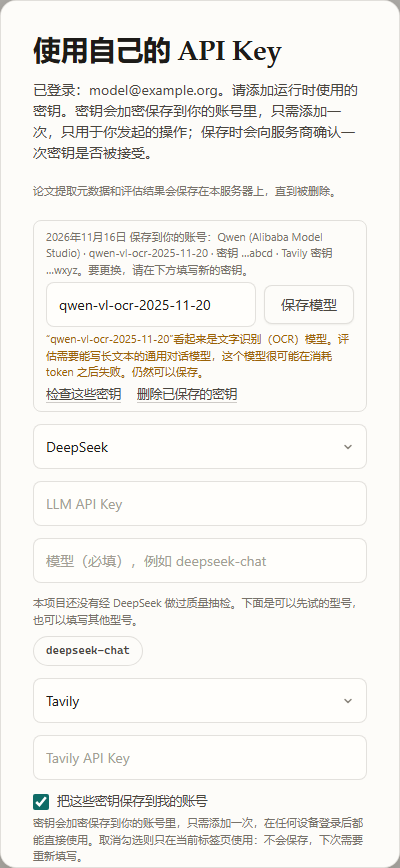 使用自己的 API Key
已登录：model@example.org。请添加运行时使用的
密钥。密钥会加密保存到你的账号里，只需添加一
次，只用于你发起的操作；保存时会向服务商确认一
次密钥是否被接受。
论文提取元数据和评估结果会保存在本服务器上，直到被删除。
2026年11月16日 保存到你的账号：Qwen (Alibaba Model
Studio) · qwen-vl-ocr-2025-11-20 · 密钥 …abcd · Tavily 密钥
…wxyz。要更换，请在下方填写新的密钥。
qwen-vl-ocr-2025-11-20
保存模型
“qwen-vl-ocr-2025-11-20”看起来是文字识别（OCR）模型。评
估需要能写长文本的通用对话模型，这个模型很可能在消耗
token 之后失败。仍然可以保存。
检查这些密钥 删除已保存的密钥
DeepSeek
LLM API Key
模型（必填），例如 deepseek-chat
本项目还没有经 DeepSeek 做过质量抽检。下面是可以先试的型号，
也可以填写其他型号。
deepseek-chat
Tavily
Tavily API Key
把这些密钥保存到我的账号
密钥会加密保存到你的账号里，只需添加一次，在任何设备登录后都
能直接使用。取消勾选则只在当前标签页使用：不会保存，下次需要
重新填写。